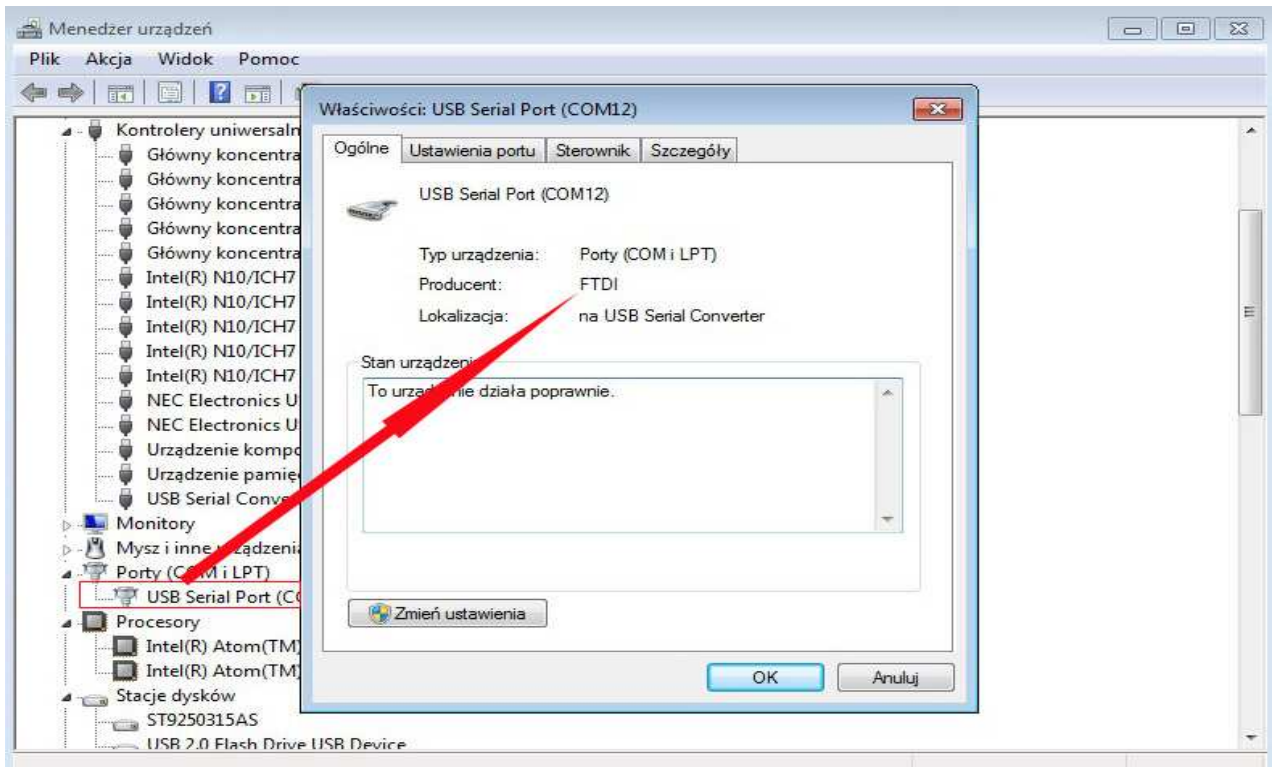 Menedżer urządzeń
Plik Akcja Widok Pomoc
Kontrolery uniwersaln
Główny koncentra
Główny koncentra
Główny koncentra
Główny koncentra
Główny koncentra
Intel(R) N10/ICH7
Intel(R) N10/ICH7
Intel(R) N10/ICH7
Intel(R) N10/ICH7
Intel(R) N10/ICH7
NEC Electronics U
NEC Electronics U
Urządzenie kompo
Urządzenie pamię
USB Serial Conve
Monitory
Mysz i inne urządzenia
Porty (COM i LPT)
USB Serial Port (CO
Procesory
Intel(R) Atom(TM)
Intel(R) Atom(TM)
Stacje dysków
ST9250315AS
USB 2.0 Flash Drive USB Device
Właściwości: USB Serial Port (COM12)
Ogólne Ustawienia portu Sterownik Szczegóły
USB Serial Port (COM12)
Typ urządzenia: Porty (COM i LPT)
Producent: FTDI
Lokalizacja: na USB Serial Converter
Stan urządzenia
To urządzenie działa poprawnie.
Zmień ustawienia
OK Anuluj